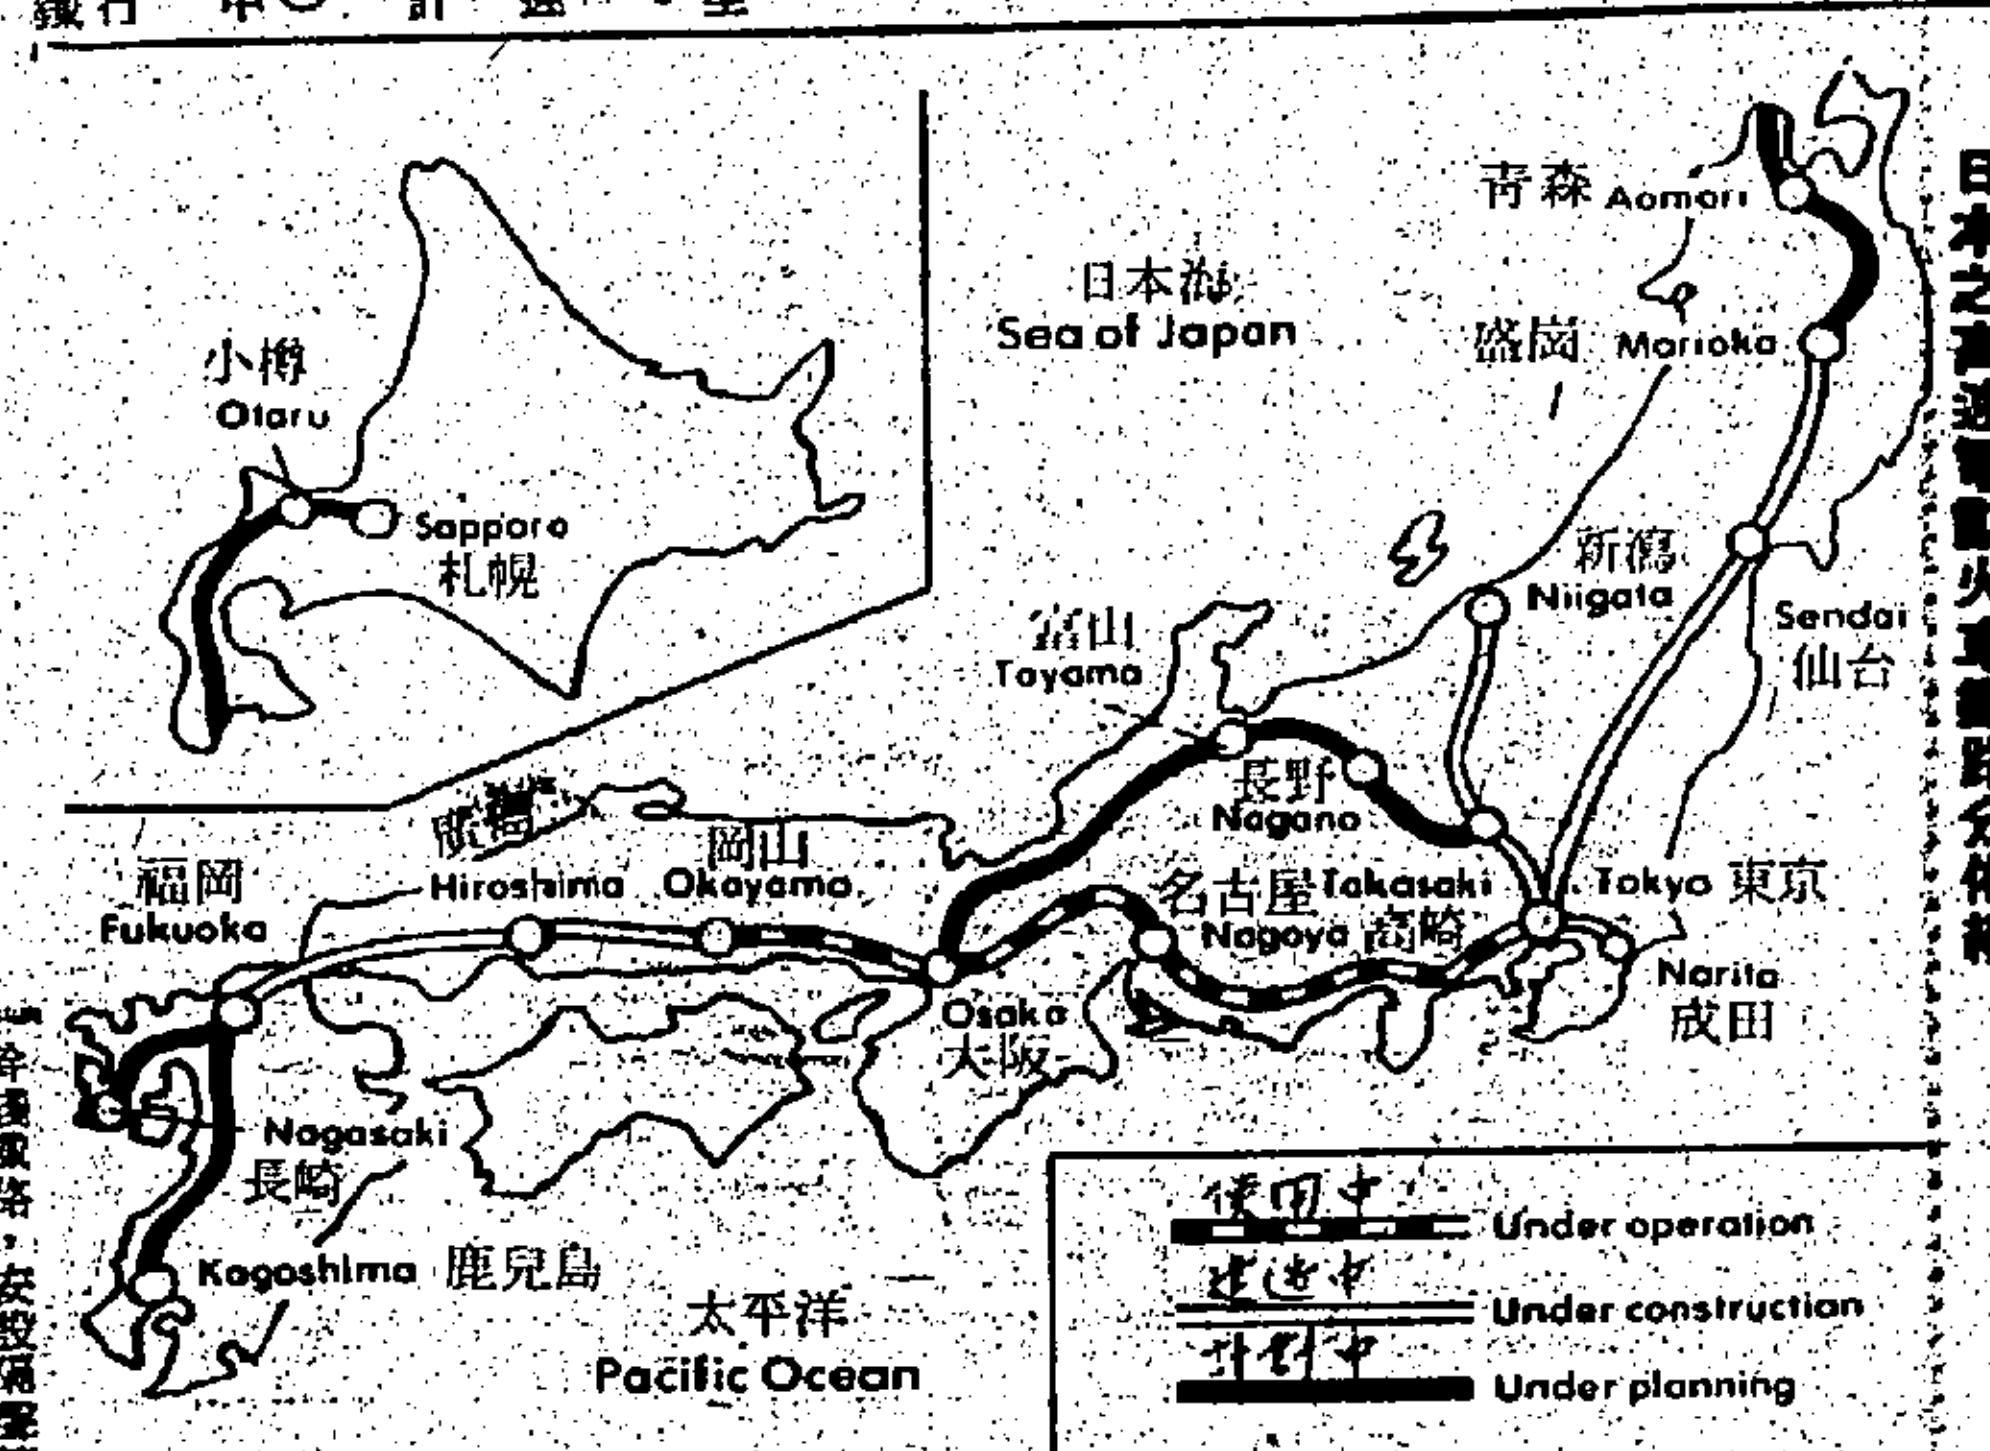 青森 Aomori
日本海
Sea of Japan
盛岡 Morioka
小樽
Otaru
Sapporo
札幌
新潟
Niigata
Sendai
仙台
富山
Toyama
長野
Nagano
岡山
福岡
Fukuoka
Hiroshima
Okayama
名古屋 Takasaki
Nagoya 高崎
Tokyo 東京
Narita
成田
Osaka
大阪
Nagasaki
長崎
Kagoshima 鹿兒島
太平洋
Pacific Ocean
使用中
Under operation
建造中
Under construction
計劃中
Under planning